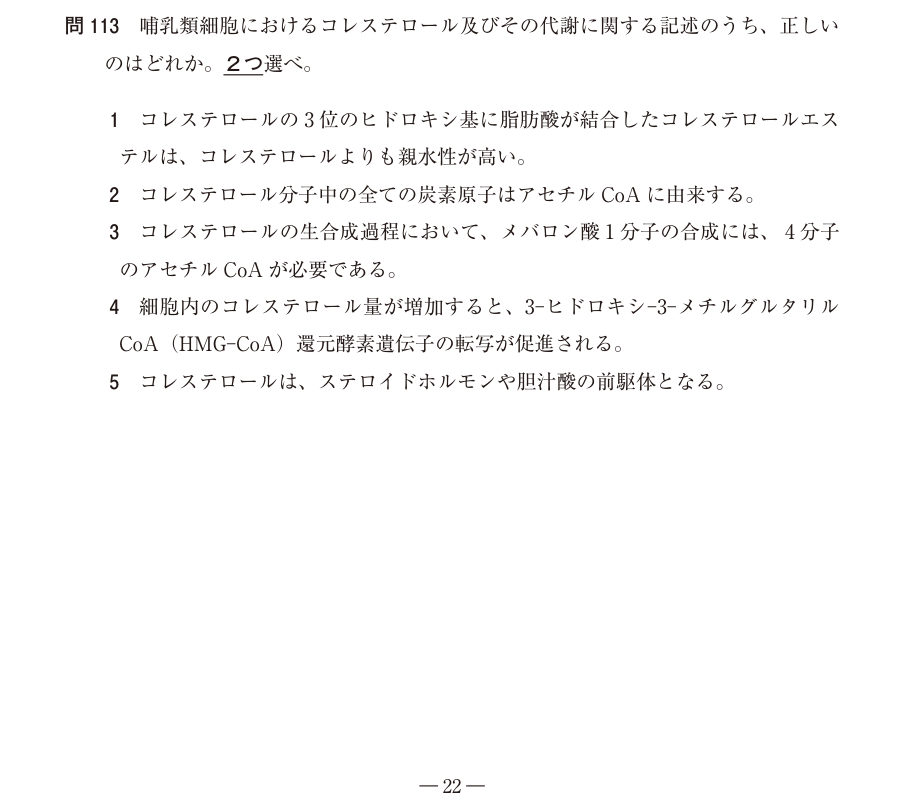 問 113　哺乳類細胞におけるコレステロール及びその代謝に関する記述のうち、正しい
のはどれか。２つ選べ。
1　コレステロールの３位のヒドロキシ基に脂肪酸が結合したコレステロールエス
テルは、コレステロールよりも親水性が高い。
2　コレステロール分子中の全ての炭素原子はアセチル CoA に由来する。
3　コレステロールの生合成過程において、メバロン酸１分子の合成には、４分子
のアセチル CoA が必要である。
4　細胞内のコレステロール量が増加すると、3-ヒドロキシ-3-メチルグルタリル
CoA（HMG-CoA）還元酵素遺伝子の転写が促進される。
5　コレステロールは、ステロイドホルモンや胆汁酸の前駆体となる。
— 22 —